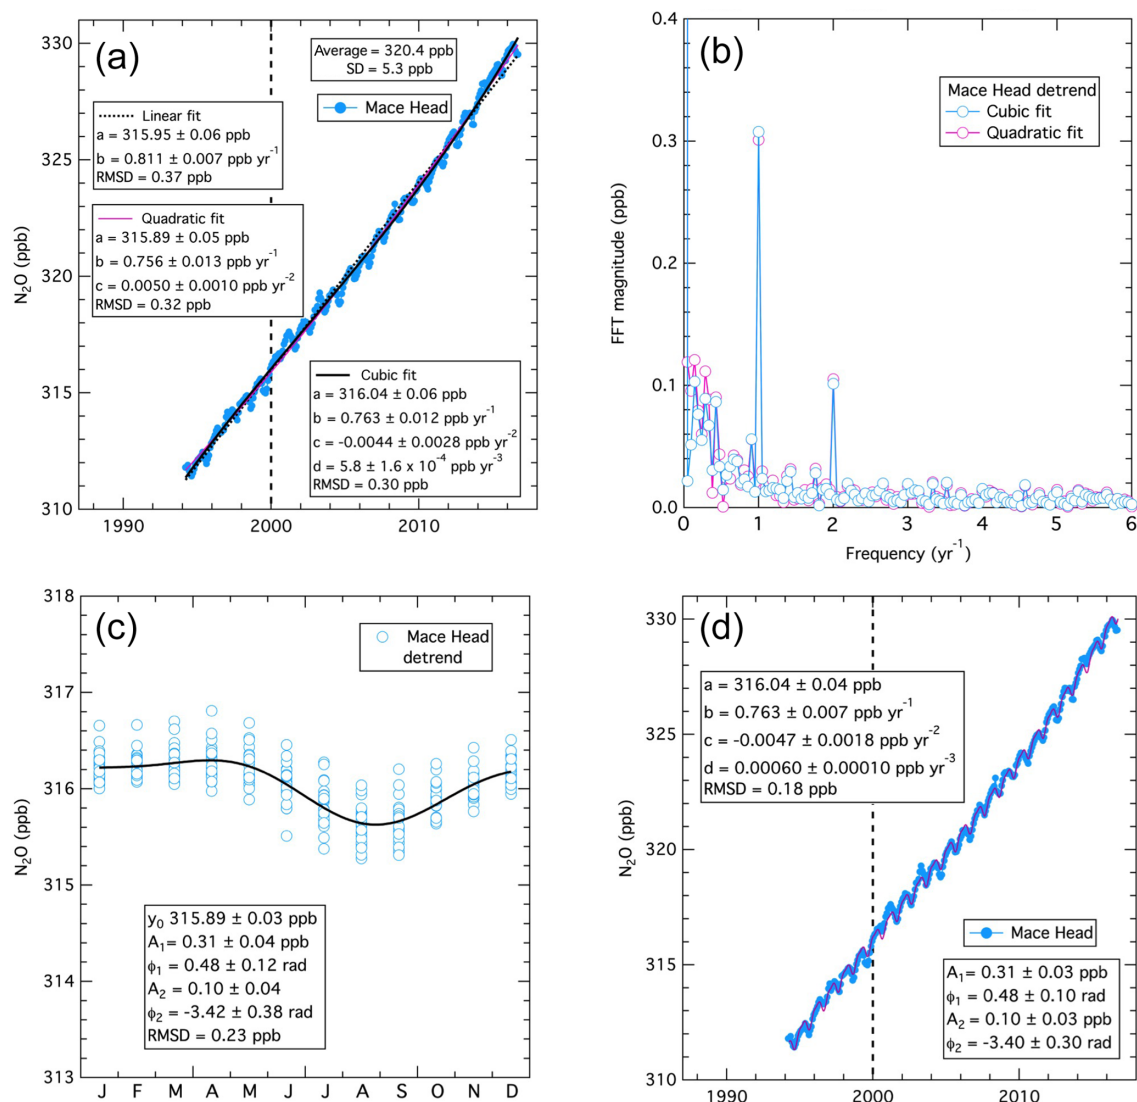 (a)
Average = 320.4 ppb
SD = 5.3 ppb
Mace Head
Linear fit
a = 315.95 ± 0.06 ppb
b = 0.811 ± 0.007 ppb yr⁻¹
RMSD = 0.37 ppb
Quadratic fit
a = 315.89 ± 0.05 ppb
b = 0.756 ± 0.013 ppb yr⁻¹
c = 0.0050 ± 0.0010 ppb yr⁻²
RMSD = 0.32 ppb
Cubic fit
a = 316.04 ± 0.06 ppb
b = 0.763 ± 0.012 ppb yr⁻¹
c = -0.0044 ± 0.0028 ppb yr⁻²
d = 5.8 ± 1.6 x 10⁻⁴ ppb yr⁻³
RMSD = 0.30 ppb
N₂O (ppb)
330
325
320
315
310
1990 2000 2010
(b)
Mace Head detrend
Cubic fit
Quadratic fit
FFT magnitude (ppb)
0.4
0.3
0.2
0.1
0.0
0 1 2 3 4 5 6
Frequency (yr⁻¹)
(c)
Mace Head
detrend
y₀ 315.89 ± 0.03 ppb
A₁= 0.31 ± 0.04 ppb
ϕ₁ = 0.48 ± 0.12 rad
A₂ = 0.10 ± 0.04
ϕ₂ = -3.42 ± 0.38 rad
RMSD = 0.23 ppb
N₂O (ppb)
318
317
316
315
314
313
J F M A M J J A S O N D
(d)
a = 316.04 ± 0.04 ppb
b = 0.763 ± 0.007 ppb yr⁻¹
c = -0.0047 ± 0.0018 ppb yr⁻²
d = 0.00060 ± 0.00010 ppb yr⁻³
RMSD = 0.18 ppb
Mace Head
A₁ = 0.31 ± 0.03 ppb
ϕ₁ = 0.48 ± 0.10 rad
A₂ = 0.10 ± 0.03 ppb
ϕ₂ = -3.40 ± 0.30 rad
N₂O (ppb)
330
325
320
315
310
1990 2000 2010